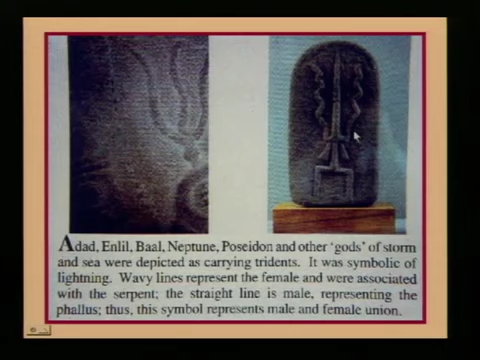 Adad, Enlil, Baal, Neptune, Poseidon and other 'gods' of storm
and sea were depicted as carrying tridents. It was symbolic of
lightning. Wavy lines represent the female and were associated
with the serpent; the straight line is male, representing the
phallus; thus, this symbol represents male and female union.